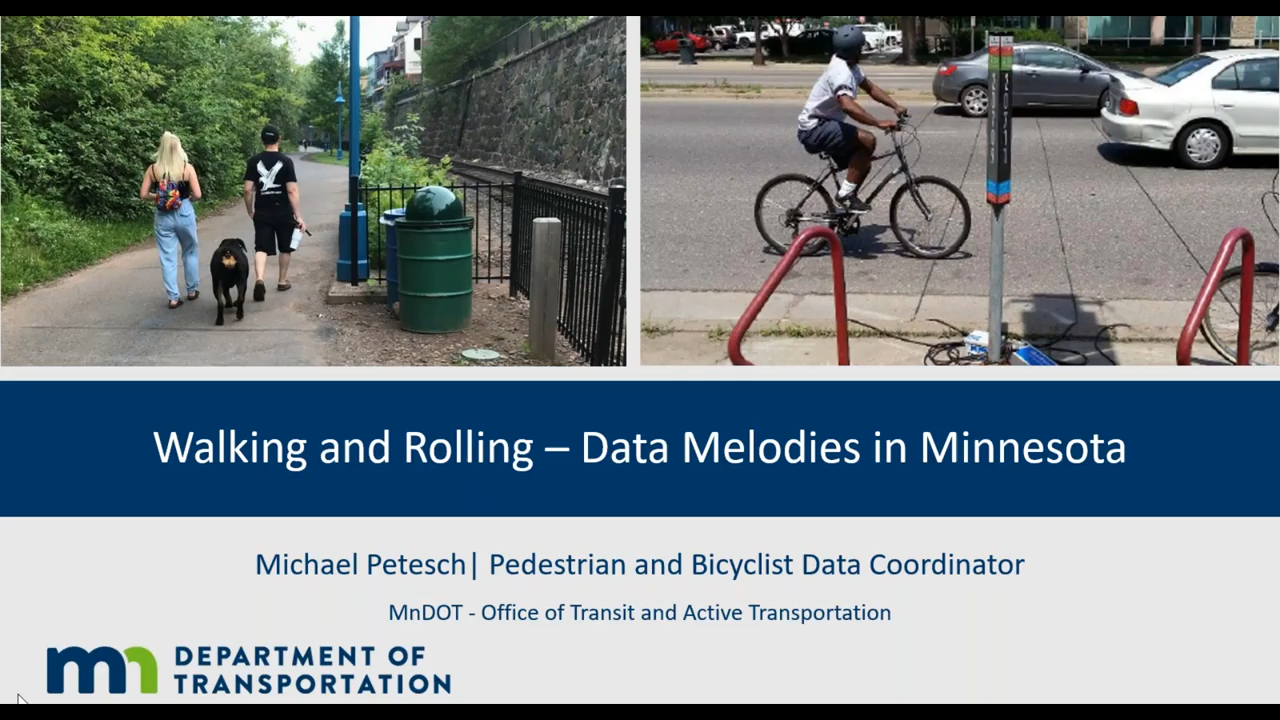 Walking and Rolling – Data Melodies in Minnesota
Michael Petesch| Pedestrian and Bicyclist Data Coordinator
MnDOT - Office of Transit and Active Transportation
mn DEPARTMENT OF
TRANSPORTATION